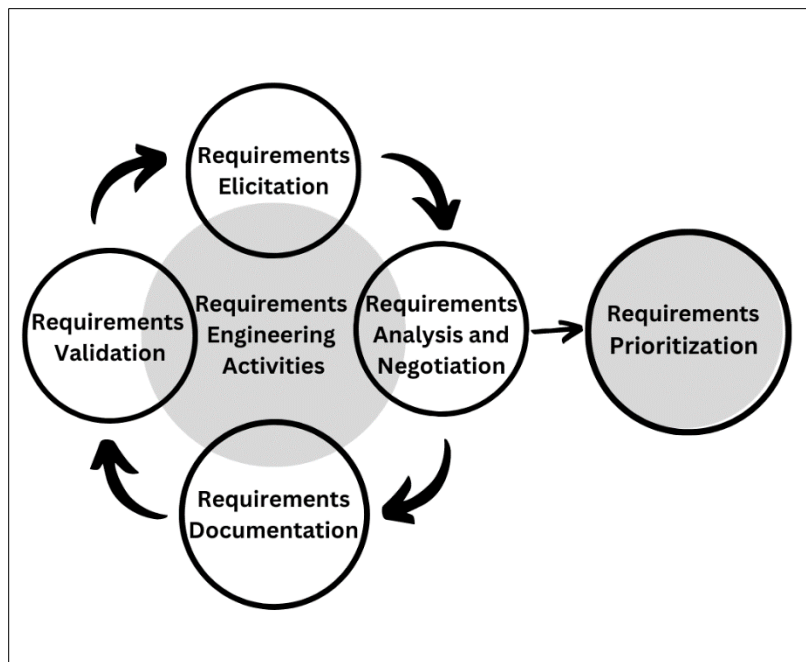 Requirements
Elicitation
Requirements
Engineering
Activities
Requirements
Analysis and
Negotiation
Requirements
Prioritization
Requirements
Validation
Requirements
Documentation